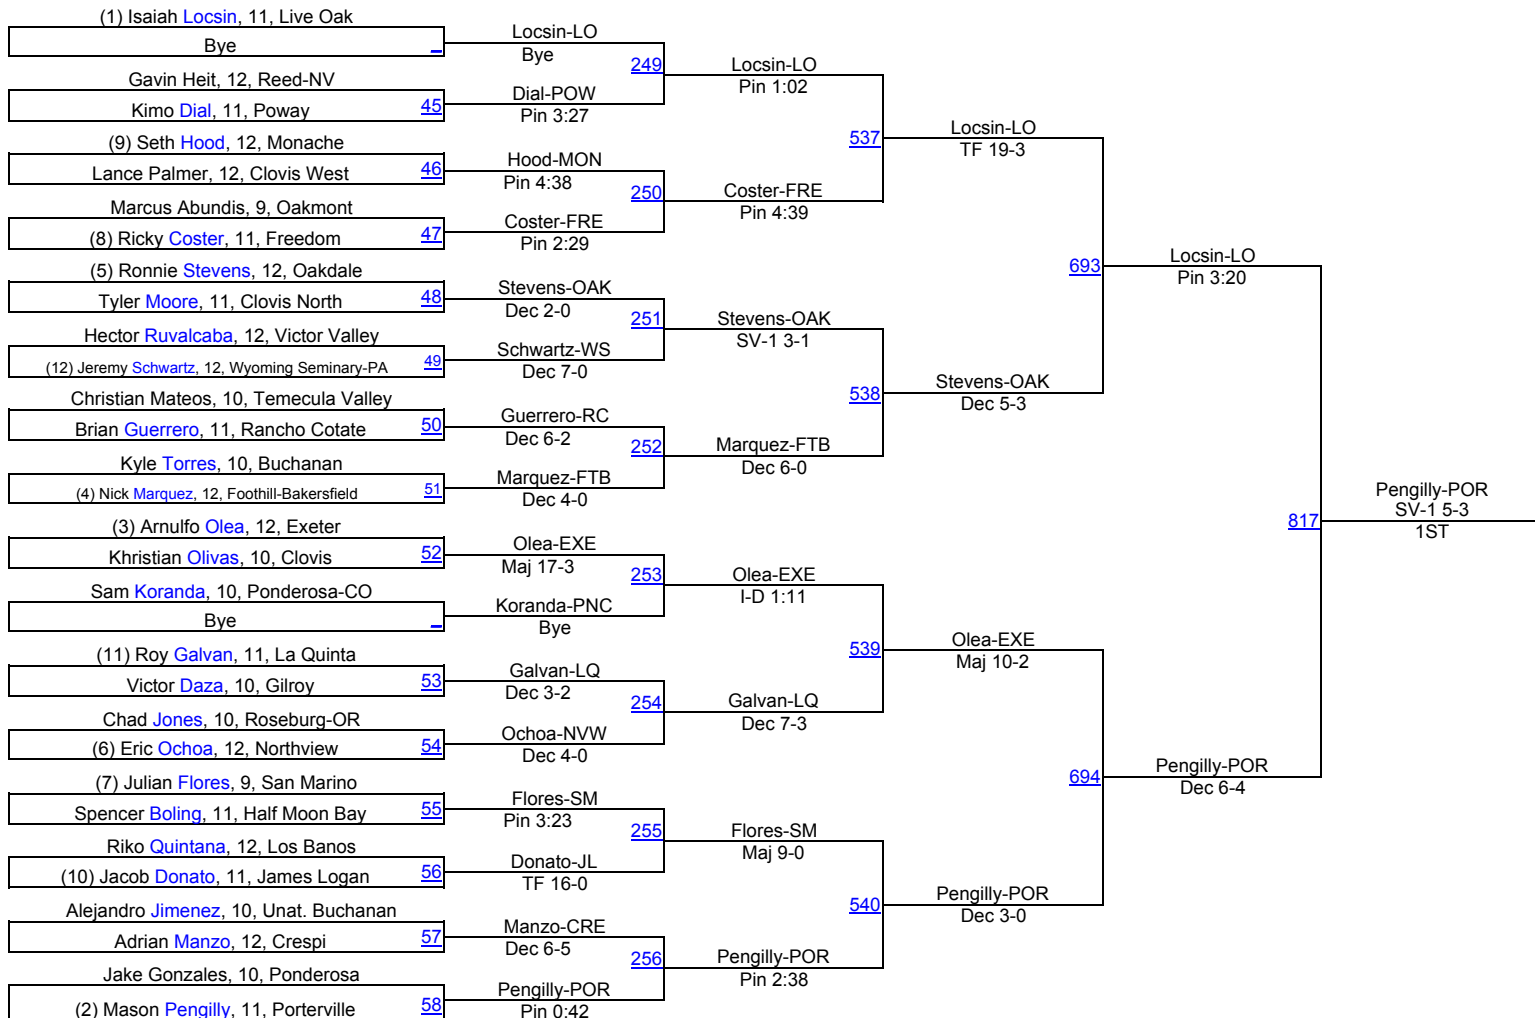 (1) Isaiah Locsin, 11, Live Oak
Bye
Gavin Heit, 12, Reed-NV
Kimo Dial, 11, Poway 45
(9) Seth Hood, 12, Monache
Lance Palmer, 12, Clovis West 46
Marcus Abundis, 9, Oakmont
(8) Ricky Coster, 11, Freedom 47
(5) Ronnie Stevens, 12, Oakdale
Tyler Moore, 11, Clovis North 48
Hector Ruvalcaba, 12, Victor Valley
(12) Jeremy Schwartz, 12, Wyoming Seminary-PA 49
Christian Mateos, 10, Temecula Valley
Brian Guerrero, 11, Rancho Cotate 50
Kyle Torres, 10, Buchanan
(4) Nick Marquez, 12, Foothill-Bakersfield 51
(3) Arnulfo Olea, 12, Exeter
Khristian Olivas, 10, Clovis 52
Sam Koranda, 10, Ponderosa-CO
Bye
(11) Roy Galvan, 11, La Quinta
Victor Daza, 10, Gilroy 53
Chad Jones, 10, Roseburg-OR
(6) Eric Ochoa, 12, Northview 54
(7) Julian Flores, 9, San Marino
Spencer Boling, 11, Half Moon Bay 55
Riko Quintana, 12, Los Banos
(10) Jacob Donato, 11, James Logan 56
Alejandro Jimenez, 10, Unat. Buchanan
Adrian Manzo, 12, Crespi 57
Jake Gonzales, 10, Ponderosa
(2) Mason Pengilly, 11, Porterville 58
Locsin-LO
Bye
249
Dial-POW
Pin 3:27
Hood-MON
Pin 4:38
250
Coster-FRE
Pin 2:29
Stevens-OAK
Dec 2-0
251
Schwartz-WS
Dec 7-0
Guerrero-RC
Dec 6-2
252
Marquez-FTB
Dec 4-0
Olea-EXE
Maj 17-3
253
Koranda-PNC
Bye
Galvan-LQ
Dec 3-2
254
Ochoa-NVW
Dec 4-0
Flores-SM
Pin 3:23
255
Donato-JL
TF 16-0
Manzo-CRE
Dec 6-5
256
Pengilly-POR
Pin 0:42
Locsin-LO
Pin 1:02
537
Coster-FRE
Pin 4:39
Stevens-OAK
SV-1 3-1
538
Marquez-FTB
Dec 6-0
Olea-EXE
I-D 1:11
539
Galvan-LQ
Dec 7-3
Flores-SM
Maj 9-0
540
Pengilly-POR
Pin 2:38
Locsin-LO
TF 19-3
693
Stevens-OAK
Dec 5-3
Olea-EXE
Maj 10-2
694
Pengilly-POR
Dec 3-0
Locsin-LO
Pin 3:20
817
Pengilly-POR
Dec 6-4
Pengilly-POR
SV-1 5-3
1ST